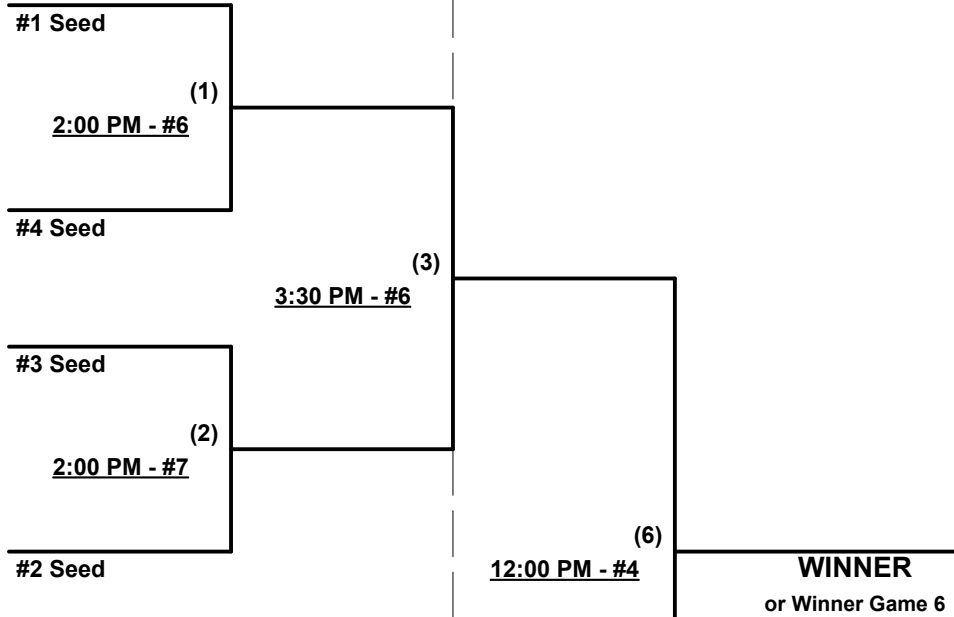 #1 Seed
(1)
2:00 PM - #6
#4 Seed
(3)
3:30 PM - #6
#3 Seed
(2)
2:00 PM - #7
#2 Seed
(6)
12:00 PM - #4
WINNER
or Winner Game 6